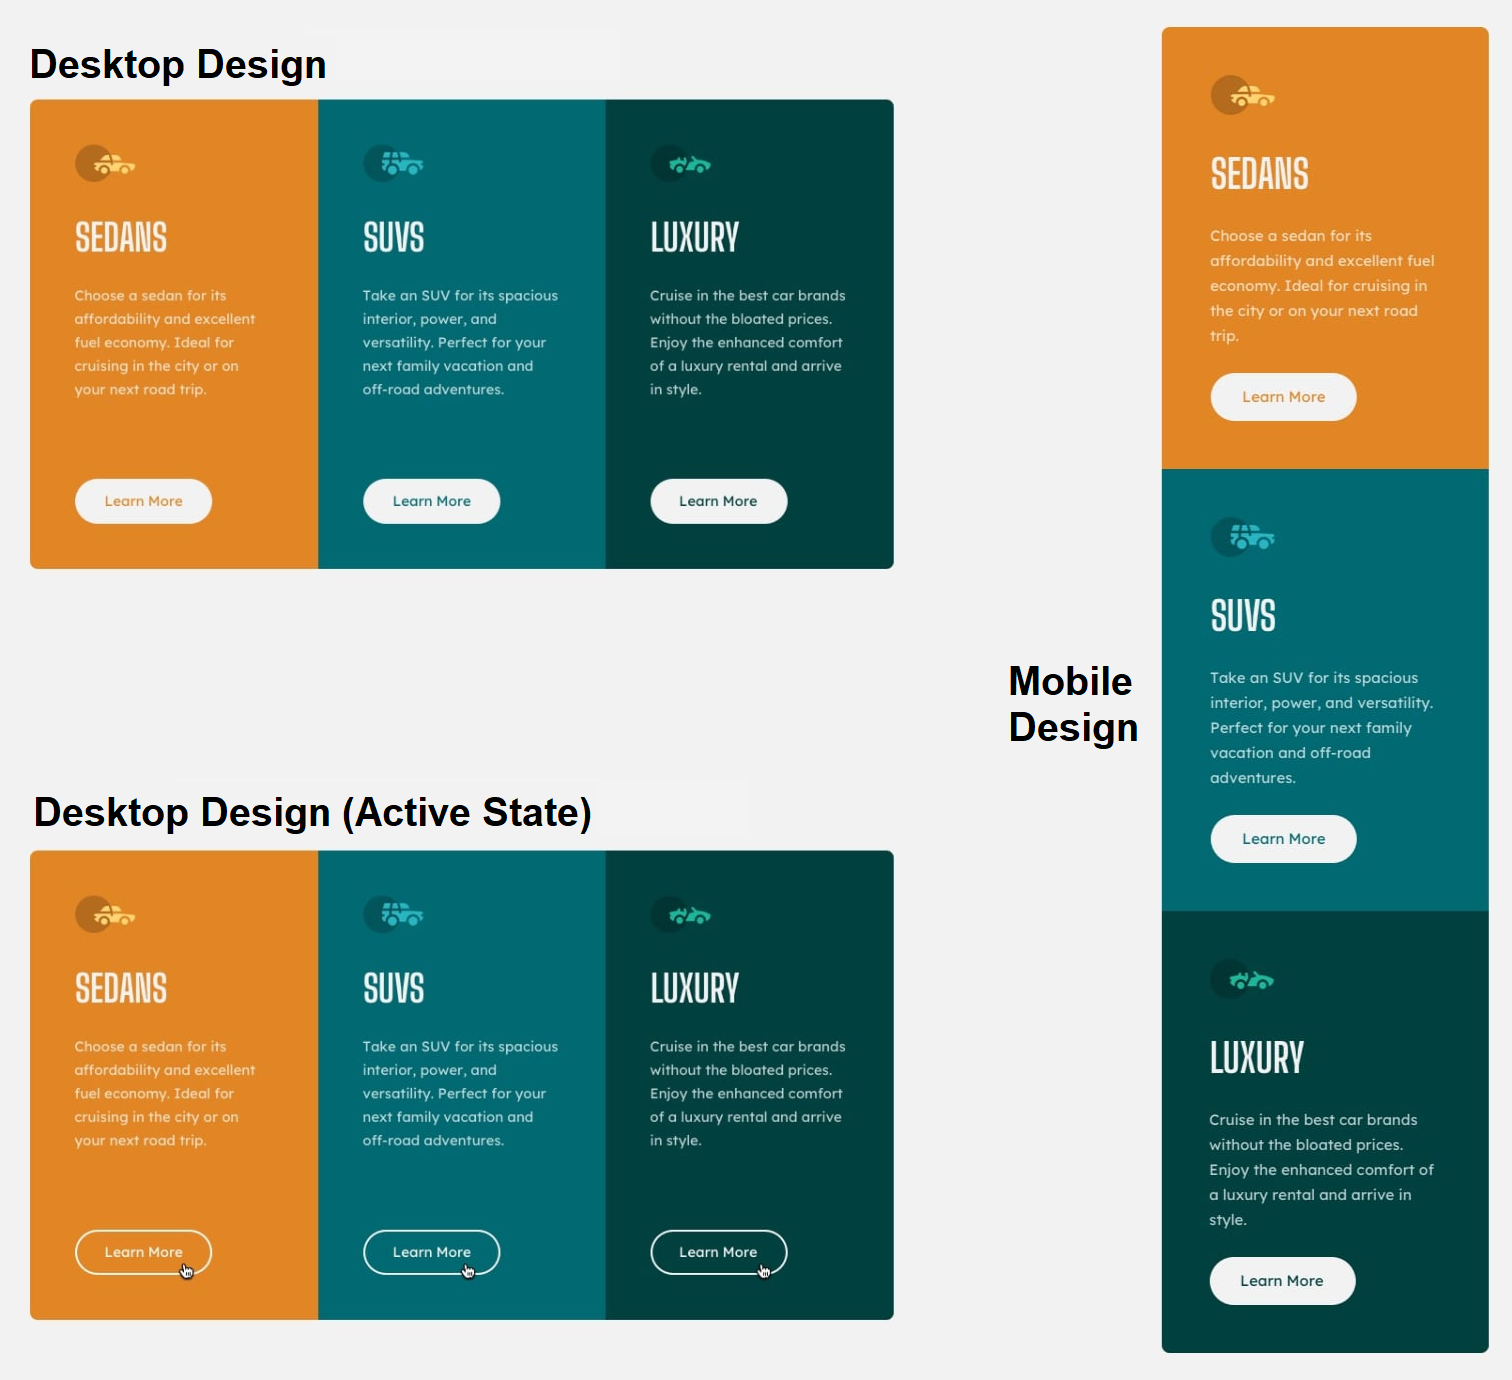 Desktop Design
SEDANS
Choose a sedan for its
affordability and excellent
fuel economy. Ideal for
cruising in the city or on
your next road trip.
Learn More
SUVS
Take an SUV for its spacious
interior, power, and
versatility. Perfect for your
next family vacation and
off-road adventures.
Learn More
LUXURY
Cruise in the best car brands
without the bloated prices.
Enjoy the enhanced comfort
of a luxury rental and arrive
in style.
Learn More
Desktop Design (Active State)
SEDANS
Choose a sedan for its
affordability and excellent
fuel economy. Ideal for
cruising in the city or on
your next road trip.
Learn More
SUVS
Take an SUV for its spacious
interior, power, and
versatility. Perfect for your
next family vacation and
off-road adventures.
Learn More
LUXURY
Cruise in the best car brands
without the bloated prices.
Enjoy the enhanced comfort
of a luxury rental and arrive
in style.
Learn More
Mobile
Design
SEDANS
Choose a sedan for its
affordability and excellent fuel
economy. Ideal for cruising in
the city or on your next road
trip.
Learn More
SUVS
Take an SUV for its spacious
interior, power, and versatility.
Perfect for your next family
vacation and off-road
adventures.
Learn More
LUXURY
Cruise in the best car brands
without the bloated prices.
Enjoy the enhanced comfort of
a luxury rental and arrive in
style.
Learn More